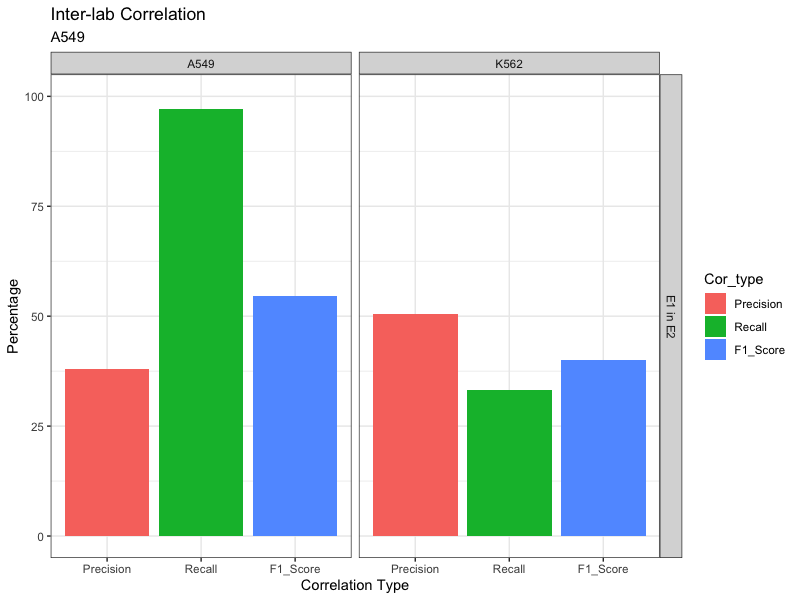 Inter-lab Correlation
A549
A549
K562
100
75
50
25
0
Percentage
E1 in E2
Precision
Recall
F1_Score
Precision
Recall
F1_Score
Correlation Type
Cor_type
Precision
Recall
F1_Score